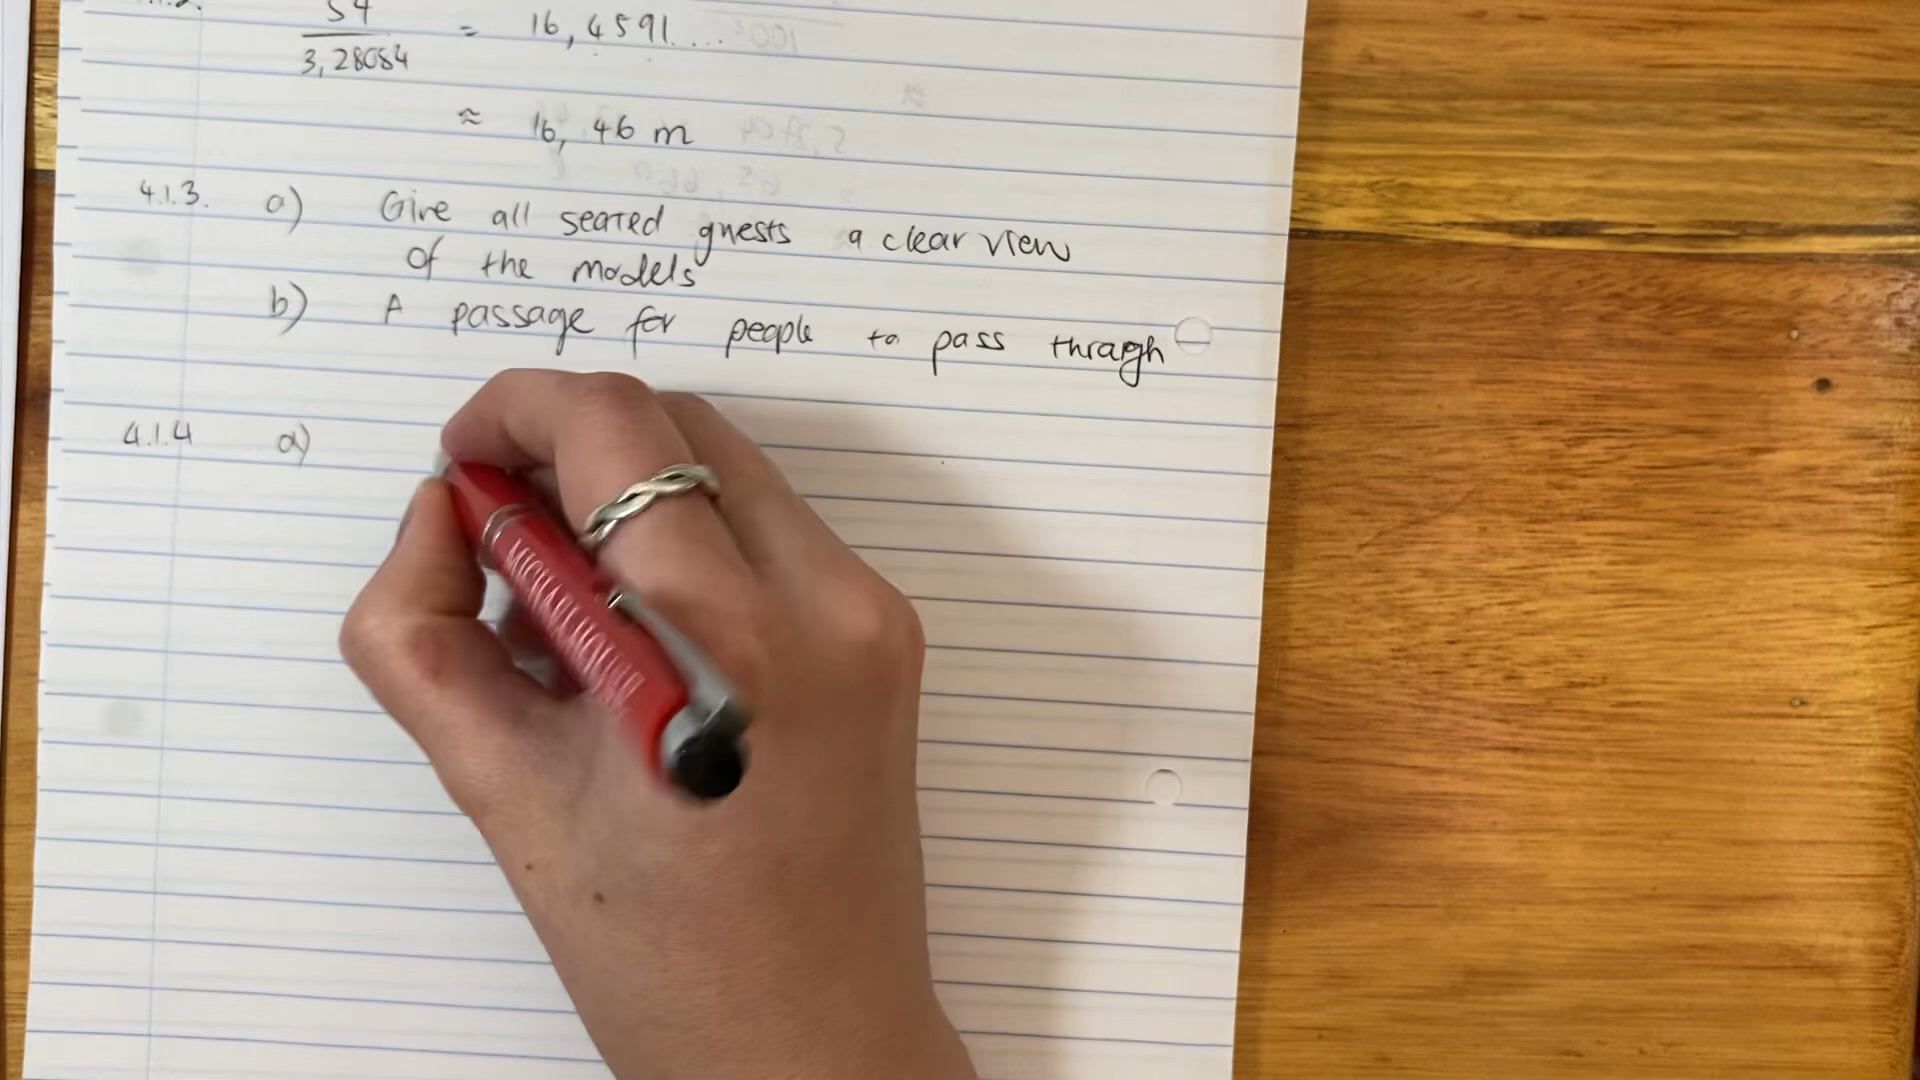 54
3,28084 = 16,4591...
≈ 16,46 m
4.1.3. a) Give all seated guests a clear view
of the models
b) A passage for people to pass through
4.1.4 a)